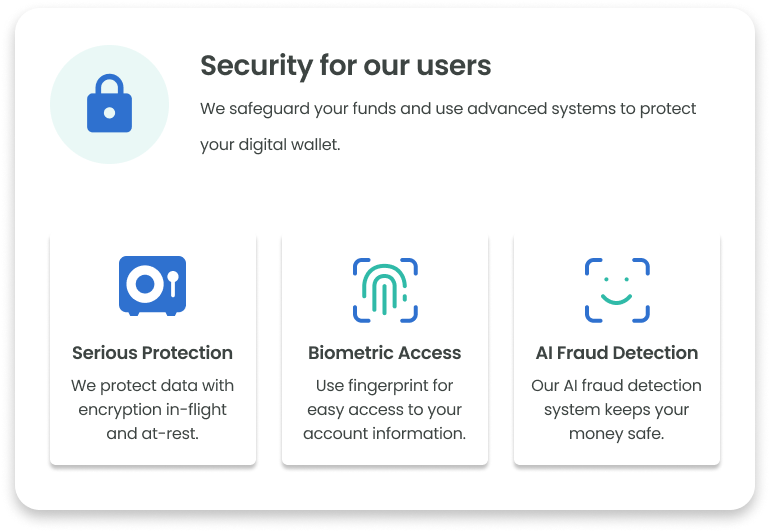 Security for our users
We safeguard your funds and use advanced systems to protect
your digital wallet.
Serious Protection
We protect data with
encryption in-flight
and at-rest.
Biometric Access
Use fingerprint for
easy access to your
account information.
AI Fraud Detection
Our AI fraud detection
system keeps your
money safe.